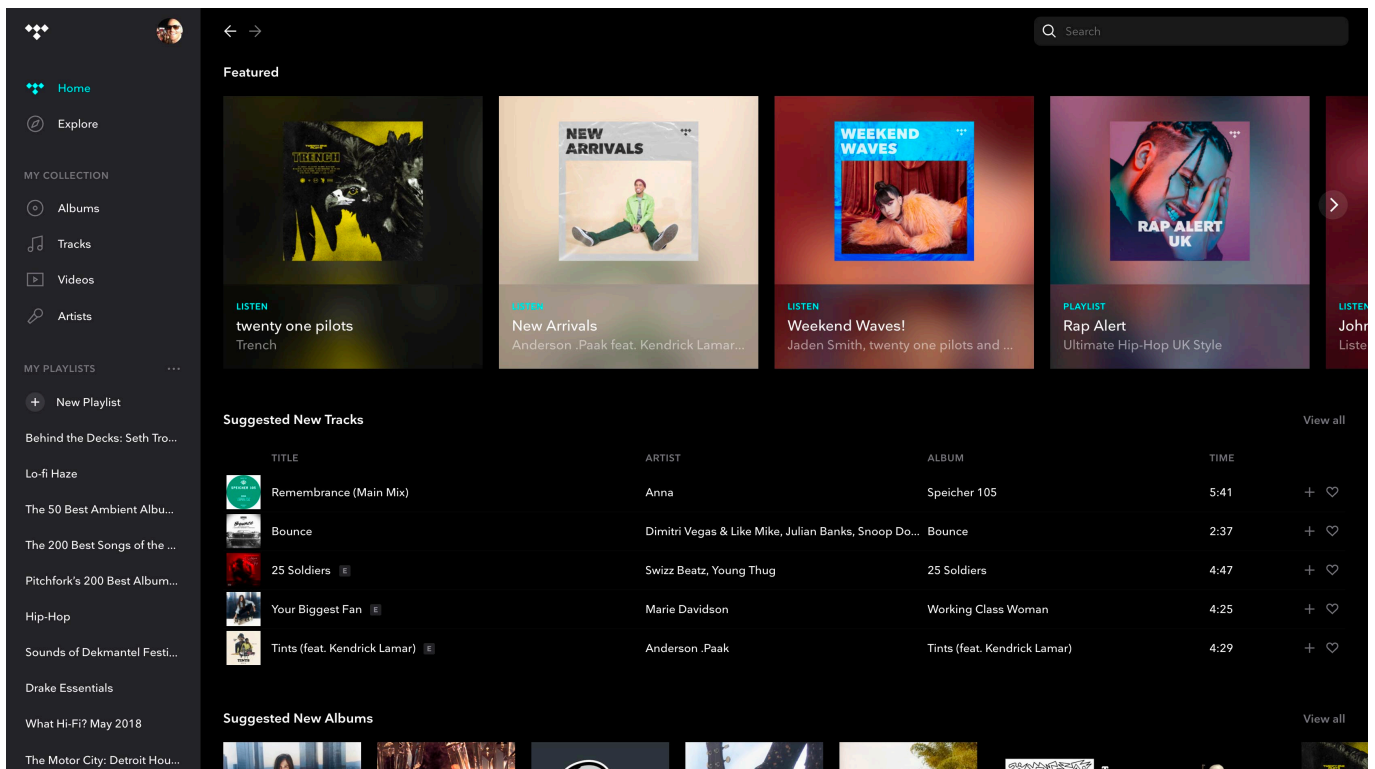 Search
Home
Explore
MY COLLECTION
Albums
Tracks
Videos
Artists
MY PLAYLISTS
New Playlist
Behind the Decks: Seth Tro...
Lo-fi Haze
The 50 Best Ambient Albu...
The 200 Best Songs of the ...
Pitchfork's 200 Best Album...
Hip-Hop
Sounds of Dekmantel Festi...
Drake Essentials
What Hi-Fi? May 2018
The Motor City: Detroit Hou...
Featured
TRENCH
LISTEN
twenty one pilots
Trench
NEW
ARRIVALS
LISTEN
New Arrivals
Anderson .Paak feat. Kendrick Lamar...
WEEKEND
WAVES
LISTEN
Weekend Waves!
Jaden Smith, twenty one pilots and ...
RAP ALERT
UK
PLAYLIST
Rap Alert
Ultimate Hip-Hop UK Style
Suggested New Tracks View all
TITLE ARTIST ALBUM TIME
SPEICHER 105
Remembrance (Main Mix) Anna Speicher 105 5:41
Bounce Dimitri Vegas & Like Mike, Julian Banks, Snoop Do... Bounce 2:37
25 Soldiers E Swizz Beatz, Young Thug 25 Soldiers 4:47
Your Biggest Fan E Marie Davidson Working Class Woman 4:25
TINTS
Tints (feat. Kendrick Lamar) E Anderson .Paak Tints (feat. Kendrick Lamar) 4:29
Suggested New Albums View all